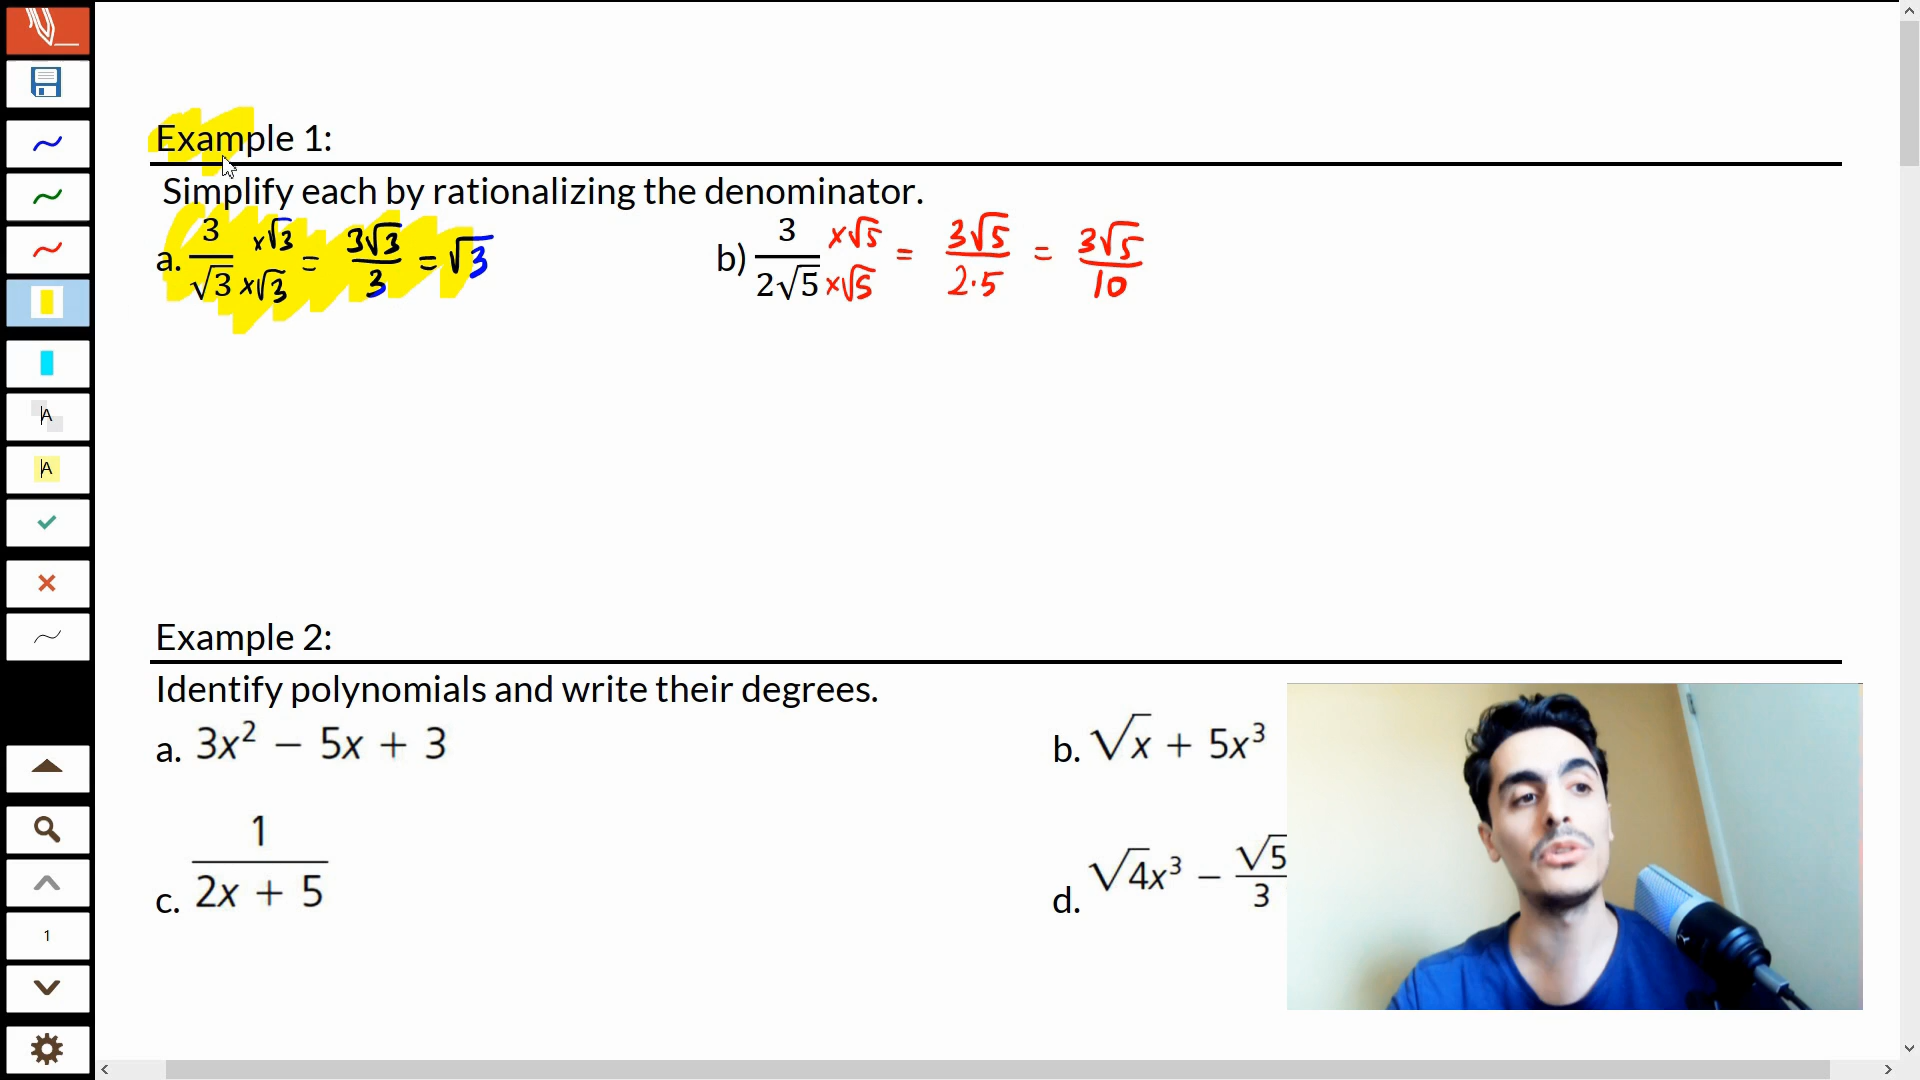 Example 1:
Simplify each by rationalizing the denominator.
a. 3/√3 ×√3/×√3 = 3√3/3 = √3
b) 3/2√5 ×√5/×√5 = 3√5/2·5 = 3√5/10
Example 2:
Identify polynomials and write their degrees.
a. 3x² − 5x + 3
b. √x + 5x³
c. 1/2x + 5
d. √4x³ − √5/3
A
A
1